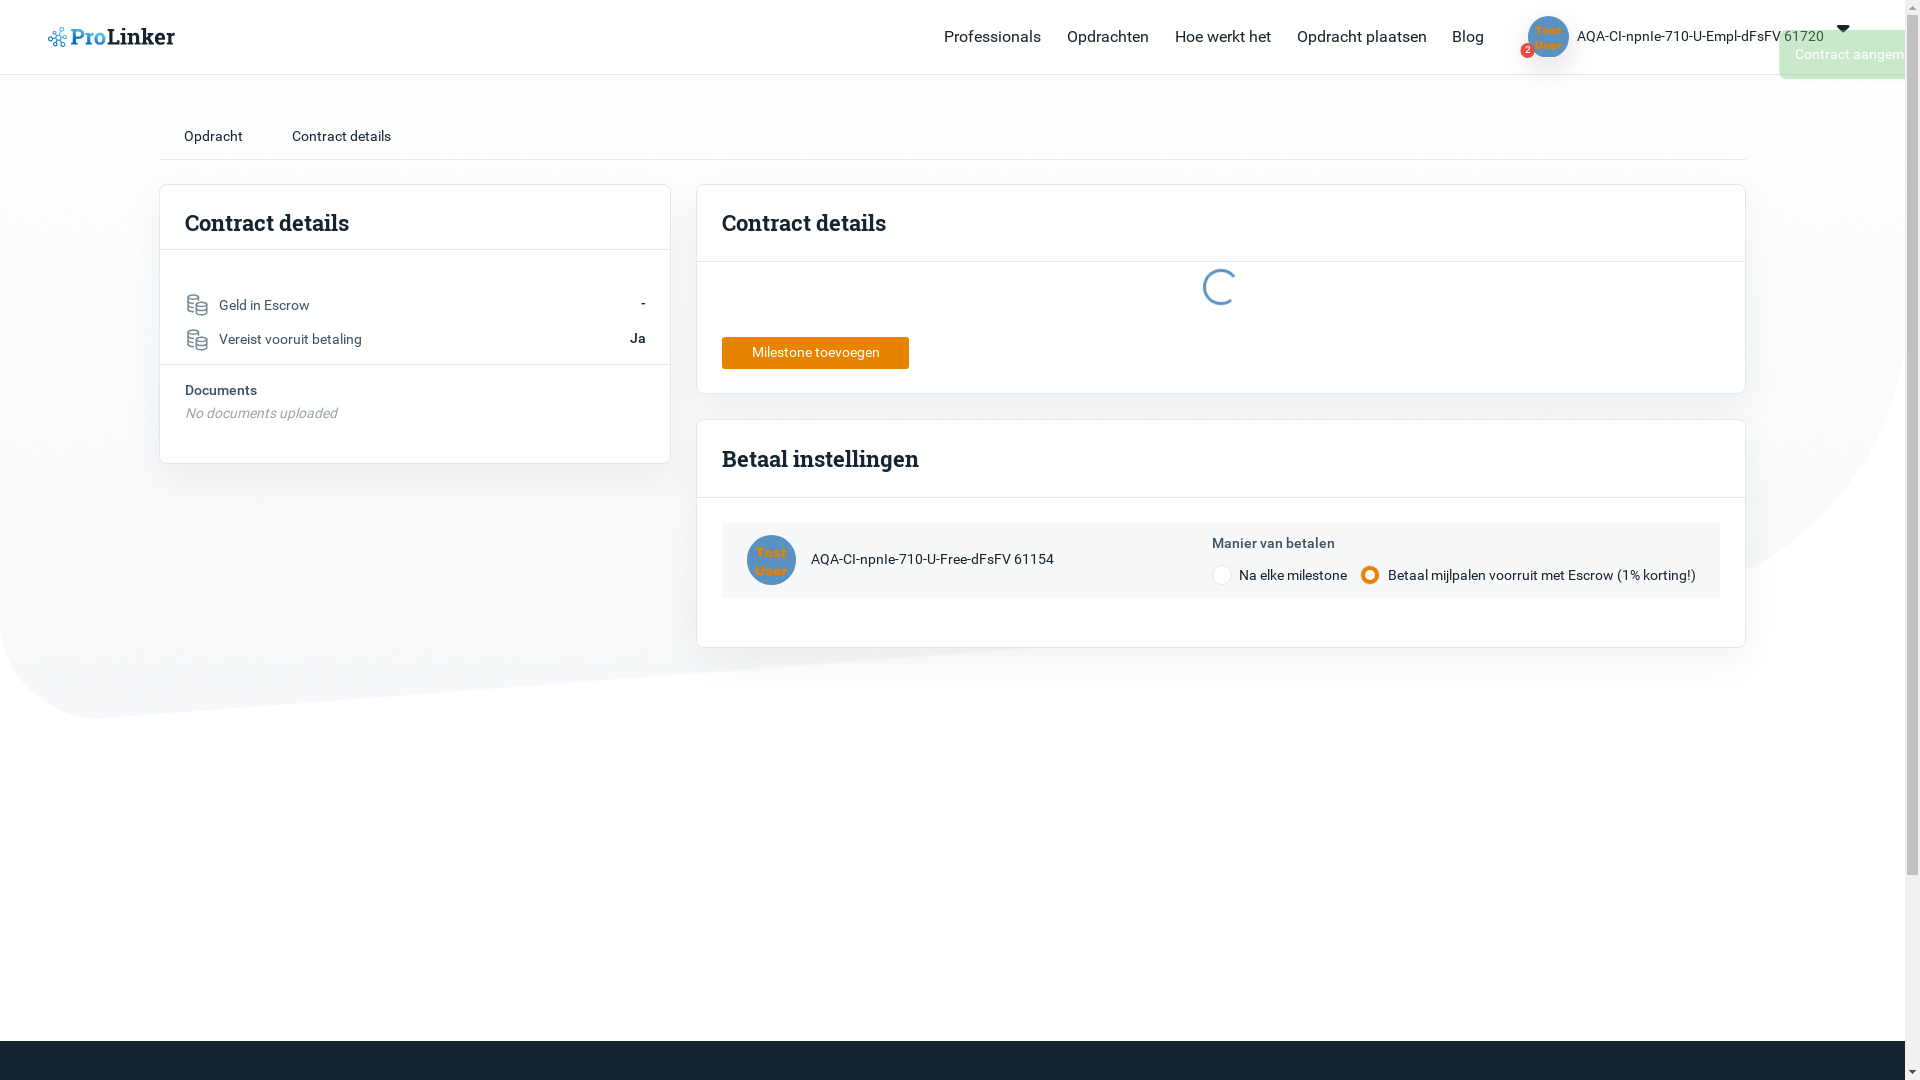 ProLinker
Professionals
Opdrachten
Hoe werkt het
Opdracht plaatsen
Blog
Test
User
2
AQA-CI-npnIe-710-U-Empl-dFsFV 61720
Contract aangem
Opdracht
Contract details
Contract details
Geld in Escrow
-
Vereist vooruit betaling
Ja
Documents
No documents uploaded
Contract details
Milestone toevoegen
Betaal instellingen
Test
User
AQA-CI-npnIe-710-U-Free-dFsFV 61154
Manier van betalen
Na elke milestone
Betaal mijlpalen voorruit met Escrow (1% korting!)